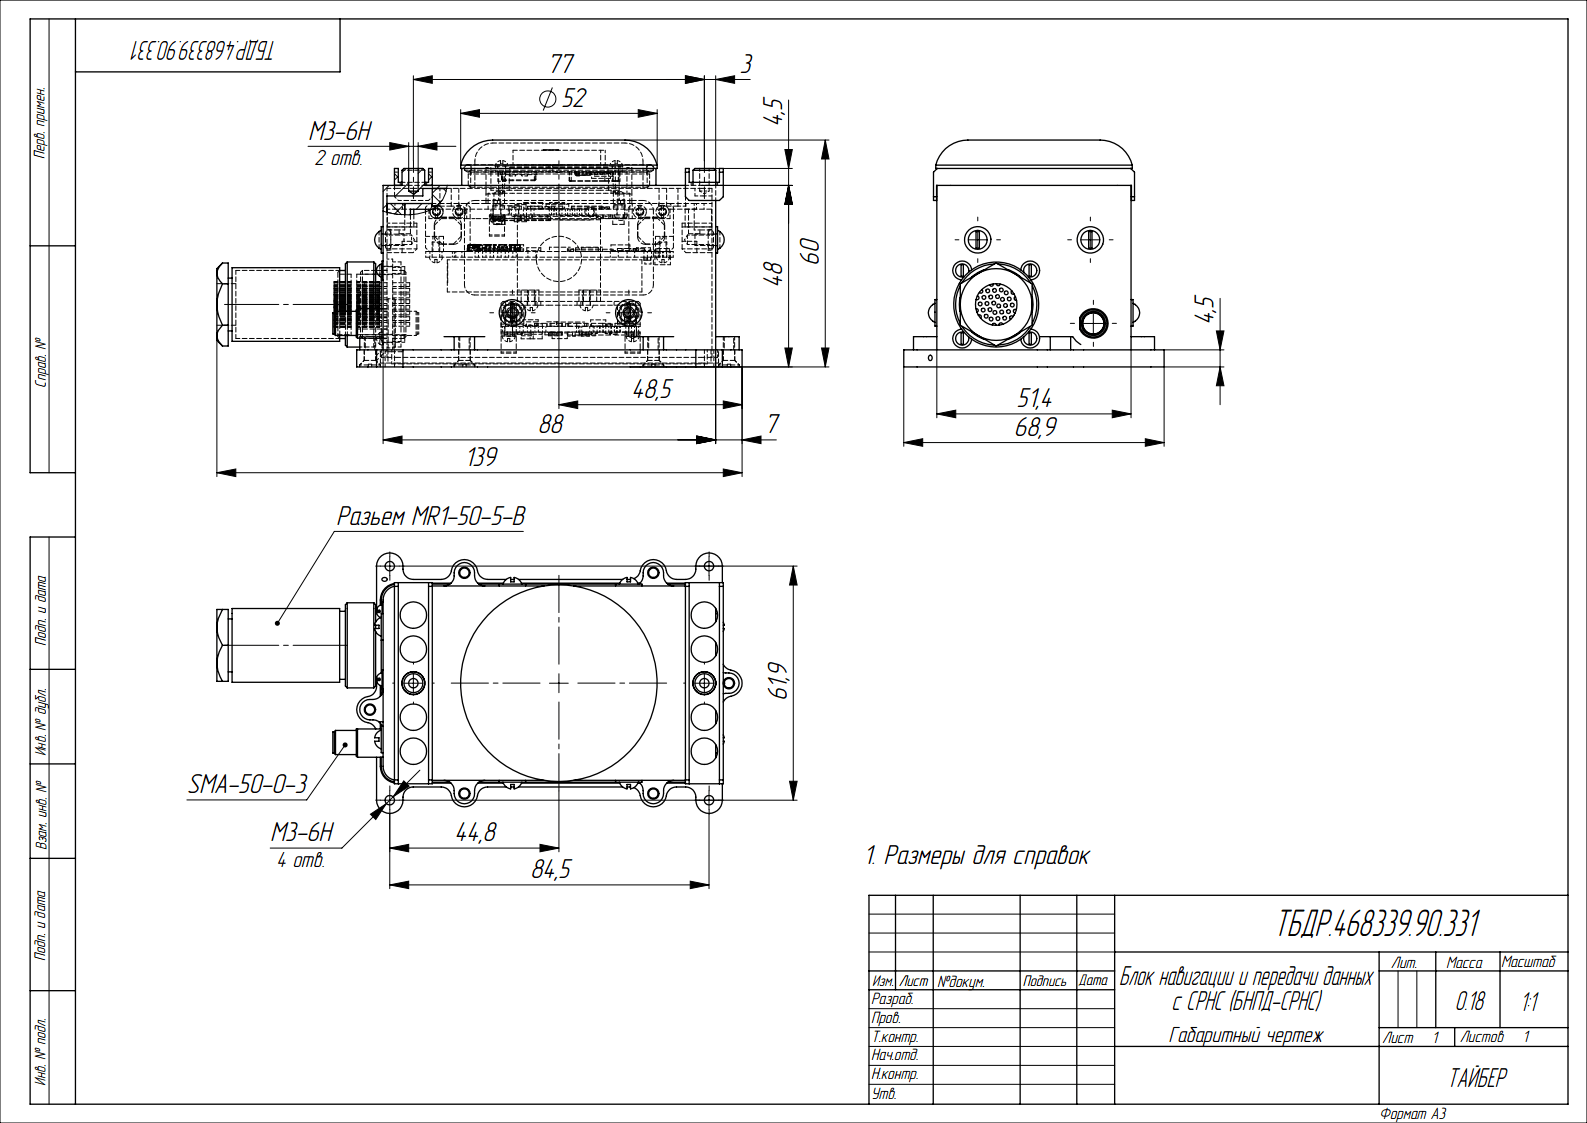 ТБДР.468339.90.331
Перв. примен.
Справ. №
Подп. и дата
Инв. № дубл.
Взам. инв. №
Подп. и дата
Инв. № подл.
77
3
⌀52
4,5
М3-6Н
2 отв.
60
48
48,5
88
7
139
4,5
51,4
68,9
Разьем MR1-50-5-В
61,9
SMA-50-0-3
М3-6Н
4 отв.
44,8
84,5
1. Размеры для справок
ТБДР.468339.90.331
Лит. Масса Масштаб
Изм. Лист №докум. Подпись Дата
Блок навигации и передачи данных
с СРНС (БНПД-СРНС)
Габаритный чертеж
0.18 1:1
Разраб.
Пров.
Т.контр.
Лист 1 Листов 1
Нач.отд.
Н.контр.
Утв.
ТАЙБЕР
Формат А3